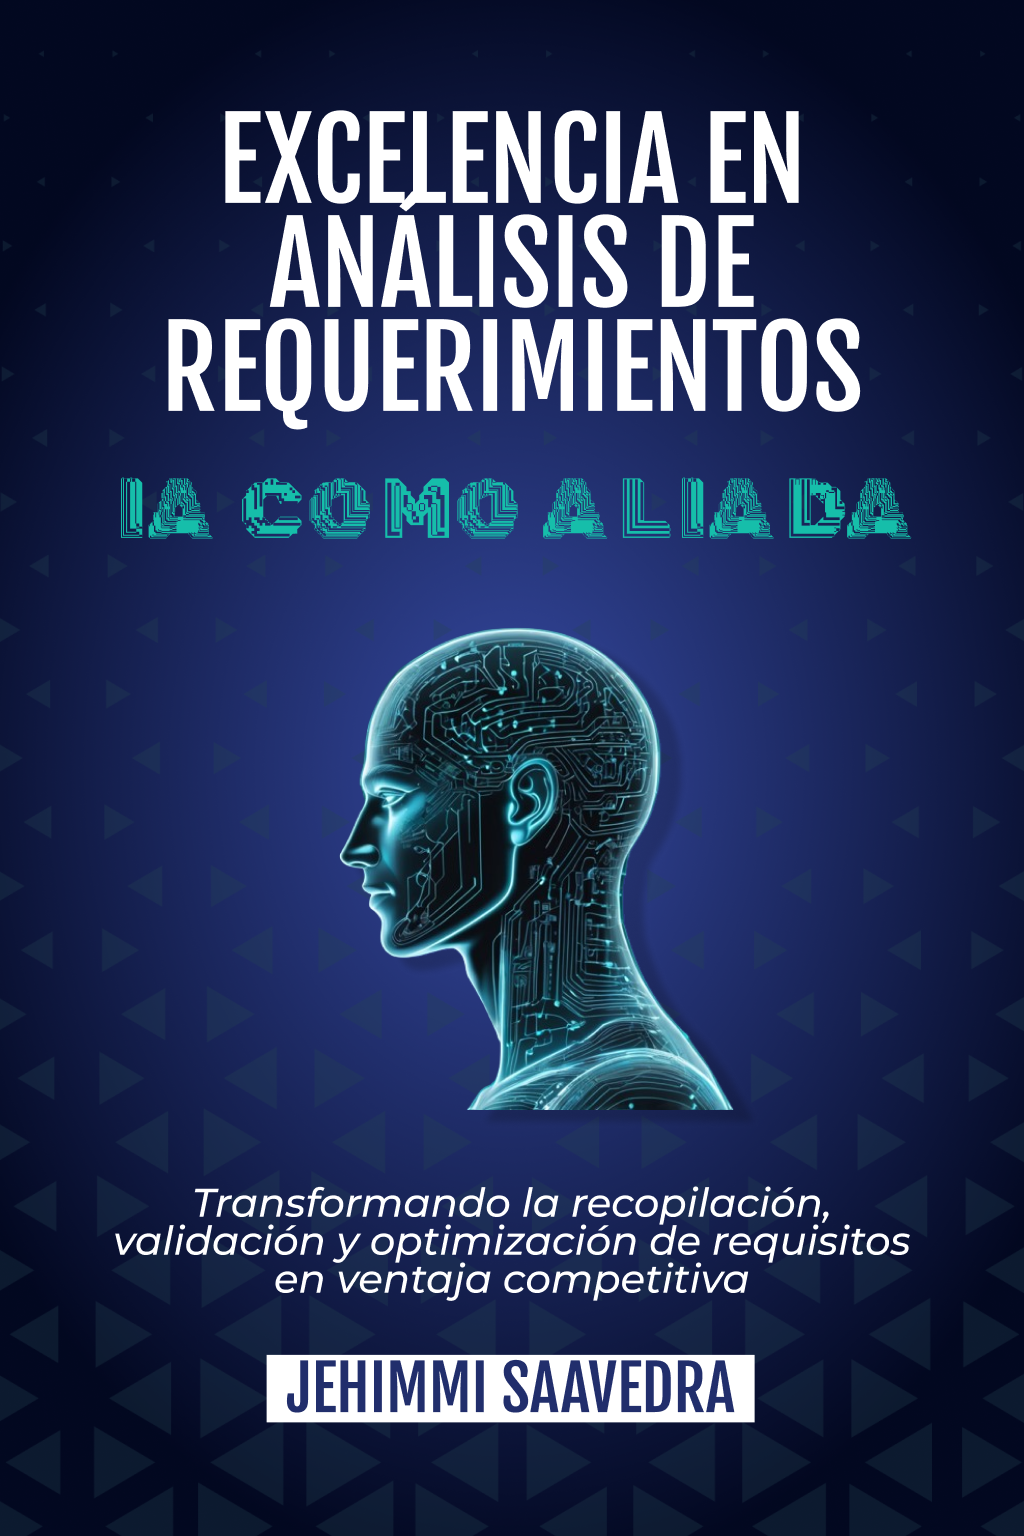 EXCELENCIA EN
ANÁLISIS DE
REQUERIMIENTOS
IA COMO ALIADA
Transformando la recopilación,
validación y optimización de requisitos
en ventaja competitiva
JEHIMMI SAAVEDRA